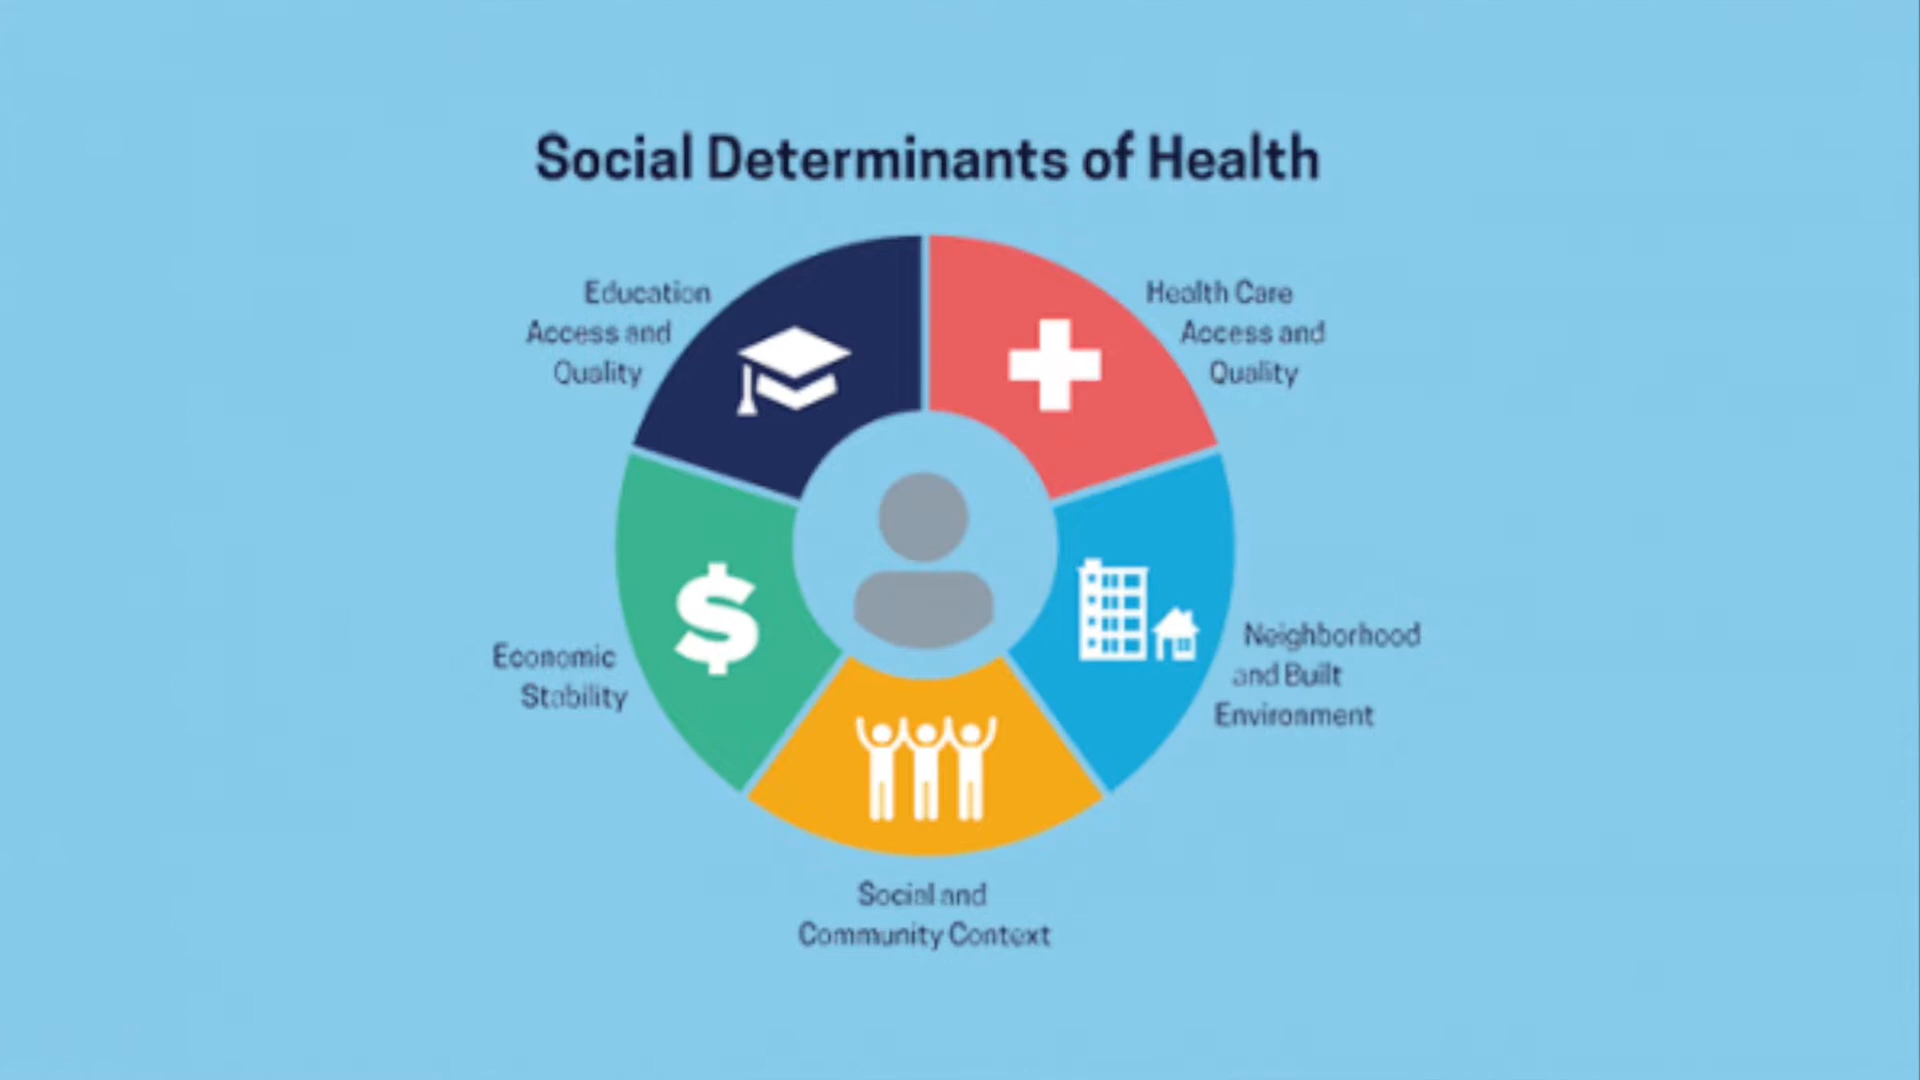 Social Determinants of Health
Education
Access and
Quality
Health Care
Access and
Quality
Economic
Stability
Neighborhood
and Built
Environment
Social and
Community Context